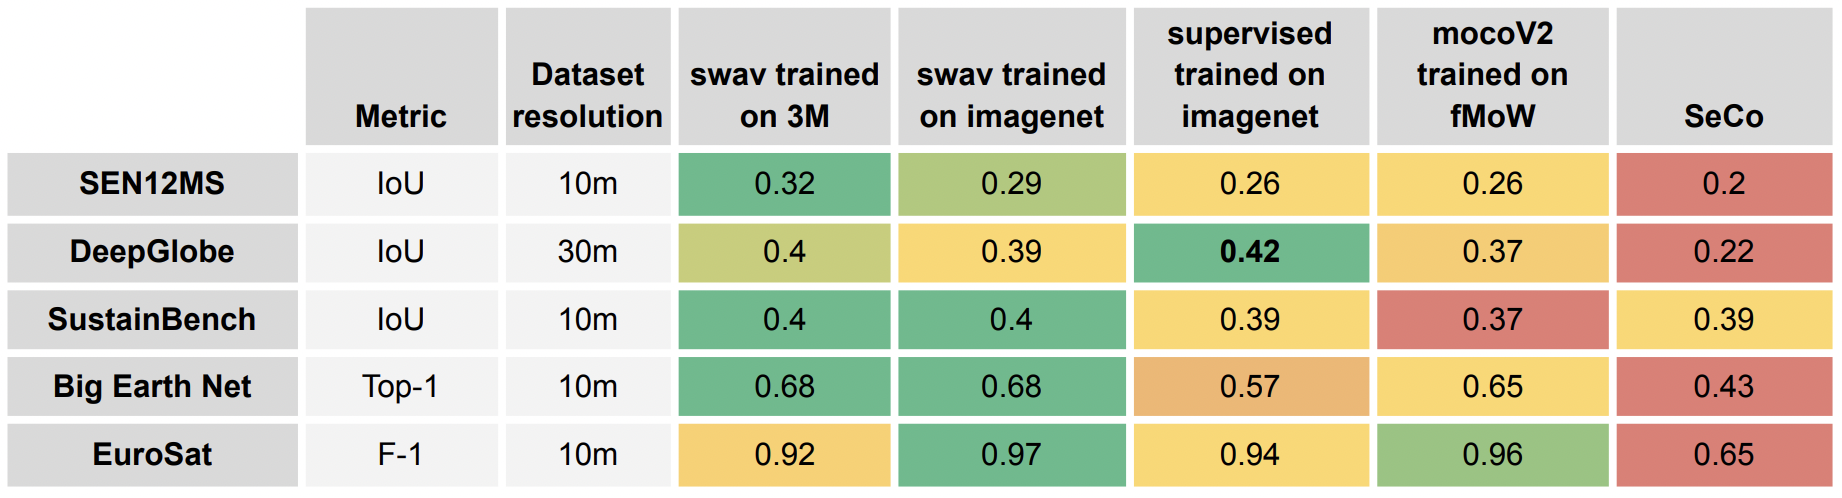 Metric Dataset resolution swav trained on 3M swav trained on imagenet supervised trained on imagenet mocoV2 trained on fMoW SeCo
SEN12MS IoU 10m 0.32 0.29 0.26 0.26 0.2
DeepGlobe IoU 30m 0.4 0.39 0.42 0.37 0.22
SustainBench IoU 10m 0.4 0.4 0.39 0.37 0.39
Big Earth Net Top-1 10m 0.68 0.68 0.57 0.65 0.43
EuroSat F-1 10m 0.92 0.97 0.94 0.96 0.65